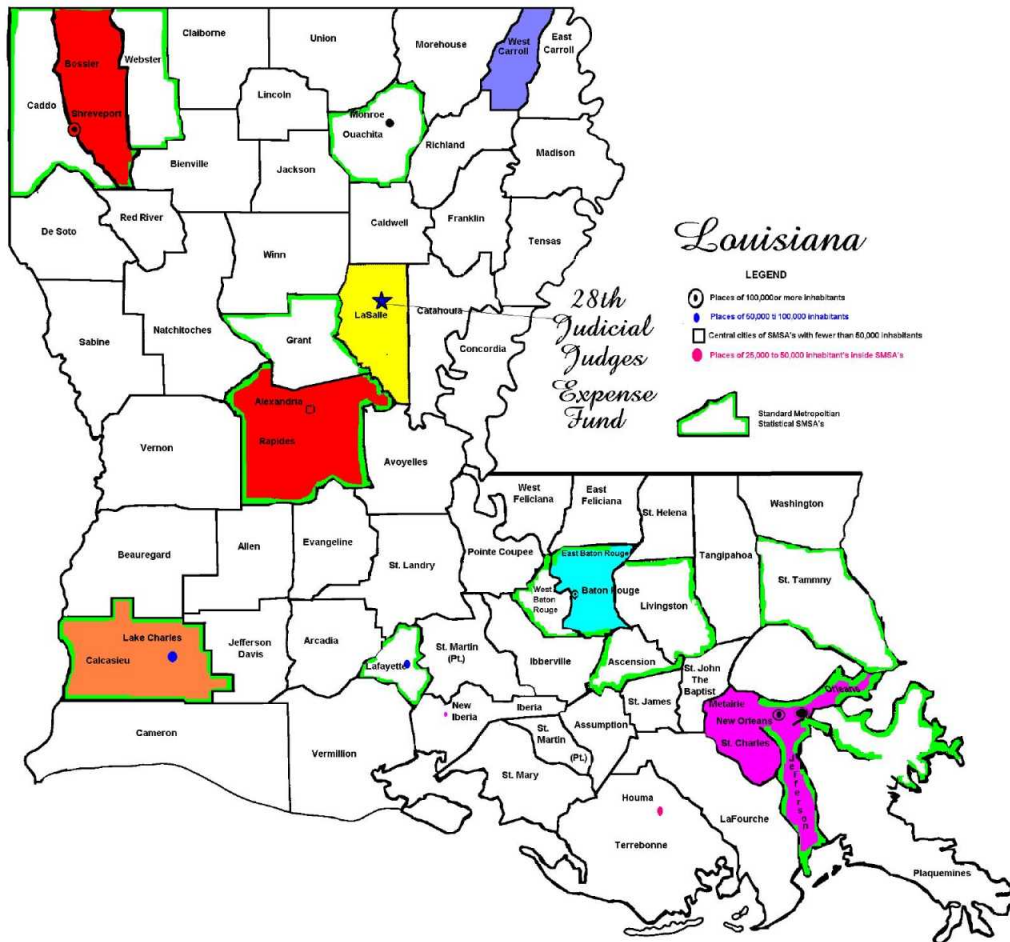 Claiborne
Union
Morehouse
West
Carroll
East
Carroll
Bossier
Webster
Caddo
Shreveport
Lincoln
Monroe
Ouachita
Richland
Madison
Bienville
Jackson
De Soto
Red River
Caldwell
Franklin
Tensas
Winn
Louisiana
LEGEND
Places of 100,000or more inhabitants
Places of 50,000 ti 100,000 inhabitants
Central cities of SMSA's with fewer than 50,000 inhabitants
Places of 25,000 to 50,000 inhabitant's inside SMSA's
Standard Metropoltian
Statistical SMSA's
28th
Judicial
Judges
Expense
Fund
LaSalle
Catahoula
Concordia
Sabine
Natchitoches
Grant
Alexandria
Rapides
Vernon
Avoyelles
West
Feliciana
East
Feliciana
St. Helena
Washington
Beauregard
Allen
Evangeline
St. Landry
Pointe Coupee
East Baton Rouge
Tangipahoa
St. Tammny
West
Baton
Rouge
Baton Rouge
Livingston
Lake Charles
Calcasieu
Jefferson
Davis
Arcadia
Lafayette
St. Martin
(Pt.)
Ibberville
Ascension
St. John
The
Baptist
Metairie
Orleans
New Orleans
St. Charles
Jefferson
Cameron
Vermillion
New
Iberia
Iberia
St.
Martin
(Pt.)
Assumption
St. James
St. Mary
Houma
Terrebonne
LaFourche
Plaquemines